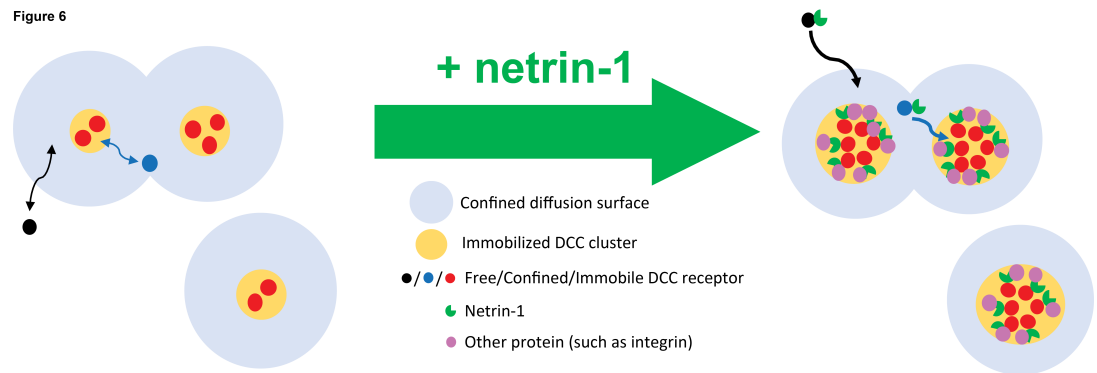 Figure 6
+ netrin-1
Confined diffusion surface
Immobilized DCC cluster
/ / Free/Confined/Immobile DCC receptor
Netrin-1
Other protein (such as integrin)